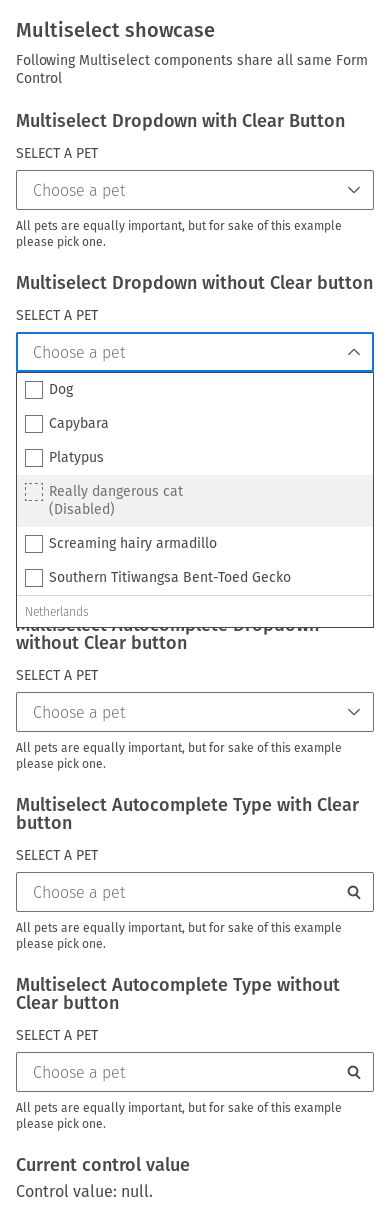 Multiselect showcase
Following Multiselect components share all same Form
Control
Multiselect Dropdown with Clear Button
SELECT A PET
Choose a pet
All pets are equally important, but for sake of this example
please pick one.
Multiselect Dropdown without Clear button
SELECT A PET
Choose a pet
Dog
Capybara
Platypus
Really dangerous cat
(Disabled)
Screaming hairy armadillo
Southern Titiwangsa Bent-Toed Gecko
Netherlands
Multiselect Autocomplete Dropdown
without Clear button
SELECT A PET
Choose a pet
All pets are equally important, but for sake of this example
please pick one.
Multiselect Autocomplete Type with Clear
button
SELECT A PET
Choose a pet
All pets are equally important, but for sake of this example
please pick one.
Multiselect Autocomplete Type without
Clear button
SELECT A PET
Choose a pet
All pets are equally important, but for sake of this example
please pick one.
Current control value
Control value: null.